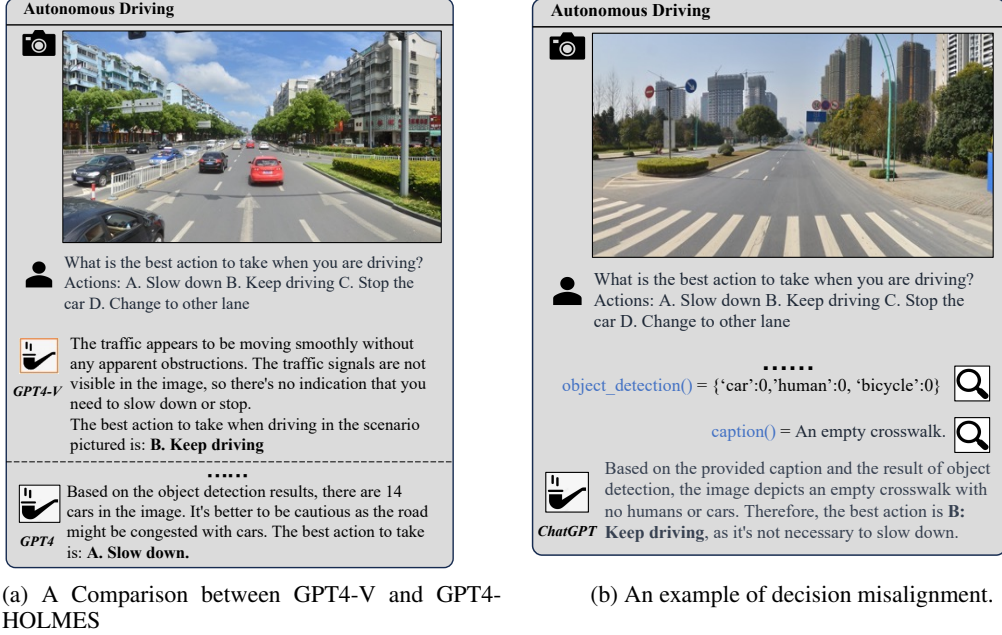 Autonomous Driving
What is the best action to take when you are driving?
Actions: A. Slow down B. Keep driving C. Stop the
car D. Change to other lane
The traffic appears to be moving smoothly without
any apparent obstructions. The traffic signals are not
visible in the image, so there's no indication that you
need to slow down or stop.
The best action to take when driving in the scenario
pictured is: B. Keep driving
GPT4-V
......
Based on the object detection results, there are 14
cars in the image. It's better to be cautious as the road
might be congested with cars. The best action to take
is: A. Slow down.
GPT4
(a) A Comparison between GPT4-V and GPT4-
HOLMES
Autonomous Driving
What is the best action to take when you are driving?
Actions: A. Slow down B. Keep driving C. Stop the
car D. Change to other lane
......
object_detection() = {‘car':0,'human':0, ‘bicycle':0}
caption() = An empty crosswalk.
Based on the provided caption and the result of object
detection, the image depicts an empty crosswalk with
no humans or cars. Therefore, the best action is B:
Keep driving, as it's not necessary to slow down.
ChatGPT
(b) An example of decision misalignment.